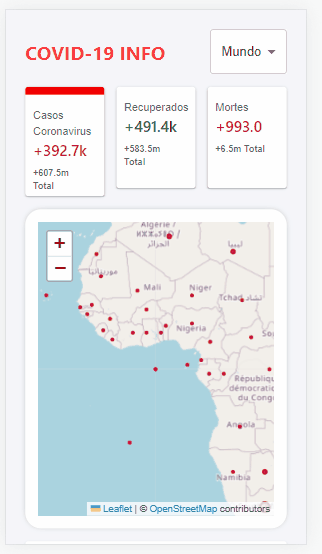 COVID-19 INFO
Mundo
Casos
Coronavirus
+392.7k
+607.5m
Total
Recuperados
+491.4k
+583.5m
Total
Mortes
+993.0
+6.5m Total
+
−
Algérie /
الجزائر
ليبيا
موريتانيا
Mali
Niger
Tchad تشاد
Nigeria
République
démocratique
du Congo
Angola
Namibia
Leaflet | © OpenStreetMap contributors